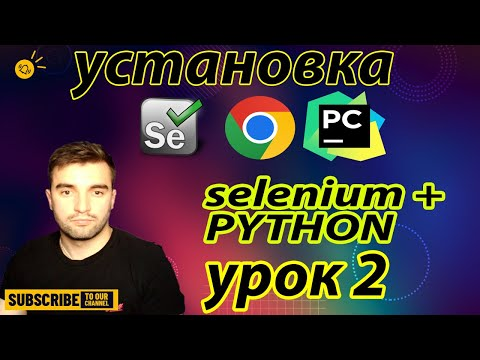 установка
Se
PC
selenium +
PYTHON
урок 2
SUBSCRIBE TO OUR
CHANNEL